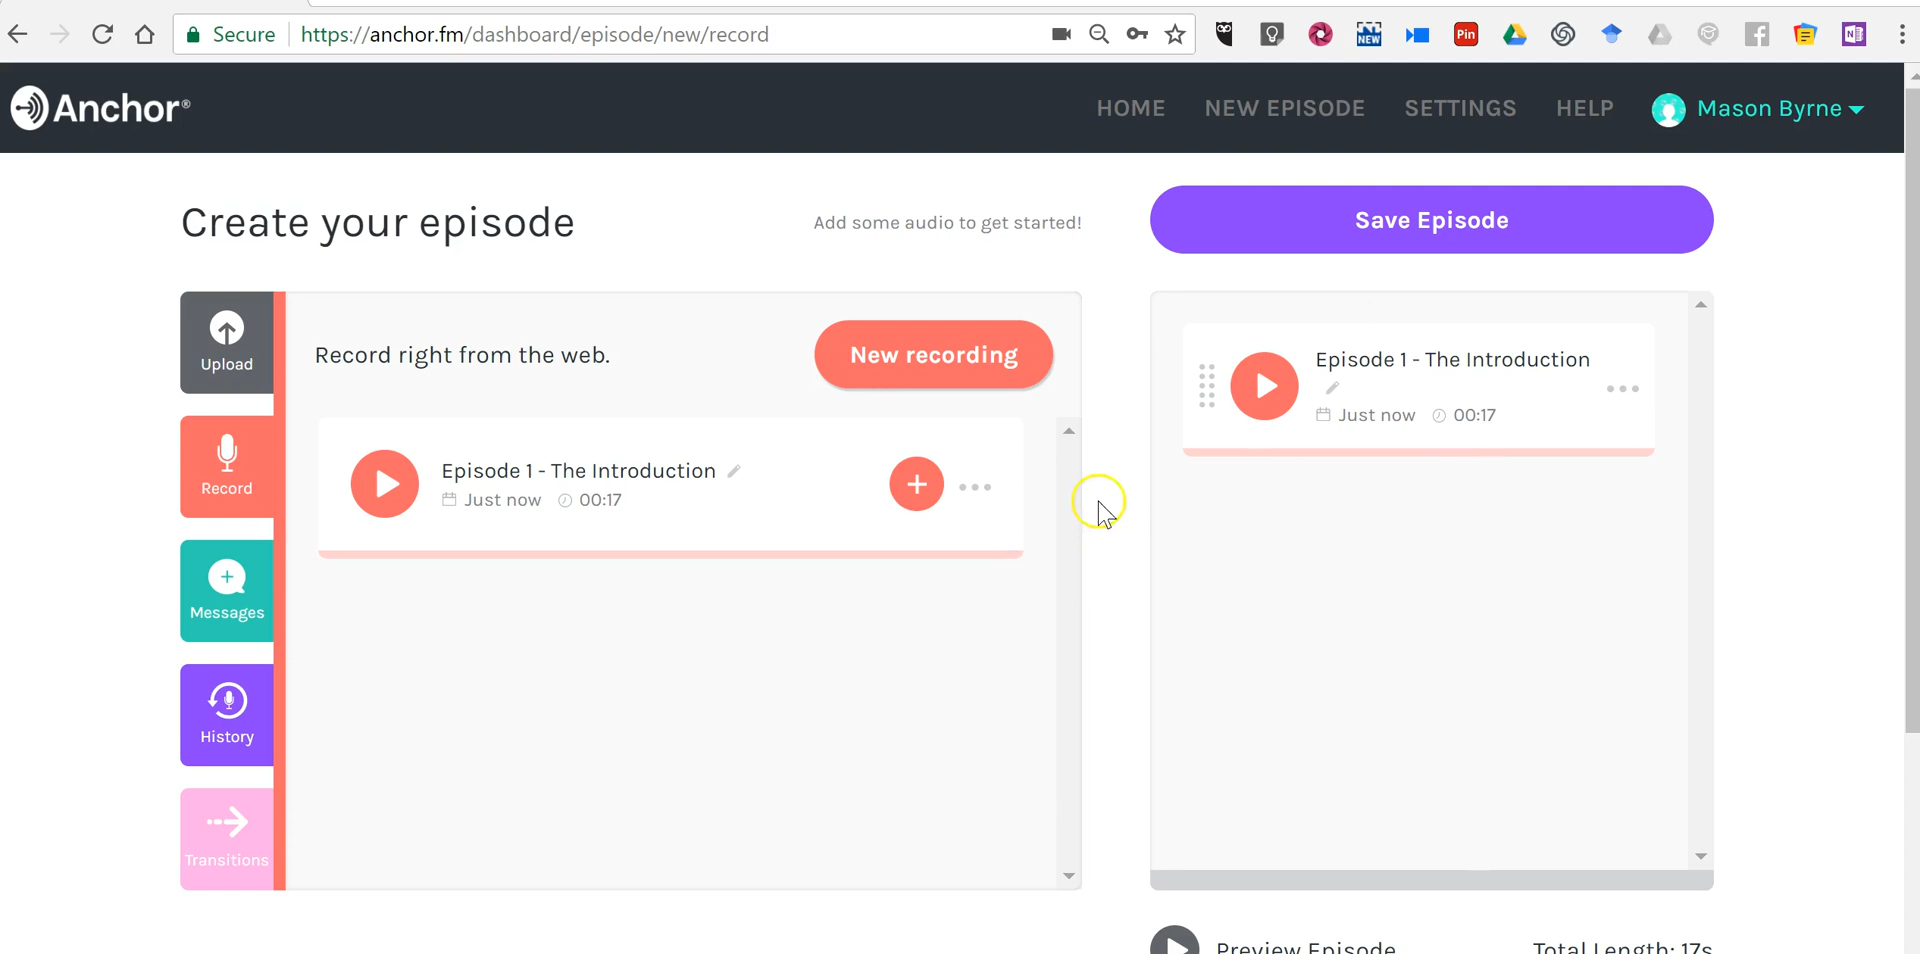 Secure
https://anchor.fm/dashboard/episode/new/record
NEW
Pin
N
Anchor®
HOME
NEW EPISODE
SETTINGS
HELP
Mason Byrne
Create your episode
Add some audio to get started!
Save Episode
Upload
Record
Messages
History
Transitions
Record right from the web.
New recording
Episode 1 - The Introduction
Just now 00:17
Episode 1 - The Introduction
Just now 00:17
Preview Episode
Total Length: 17s